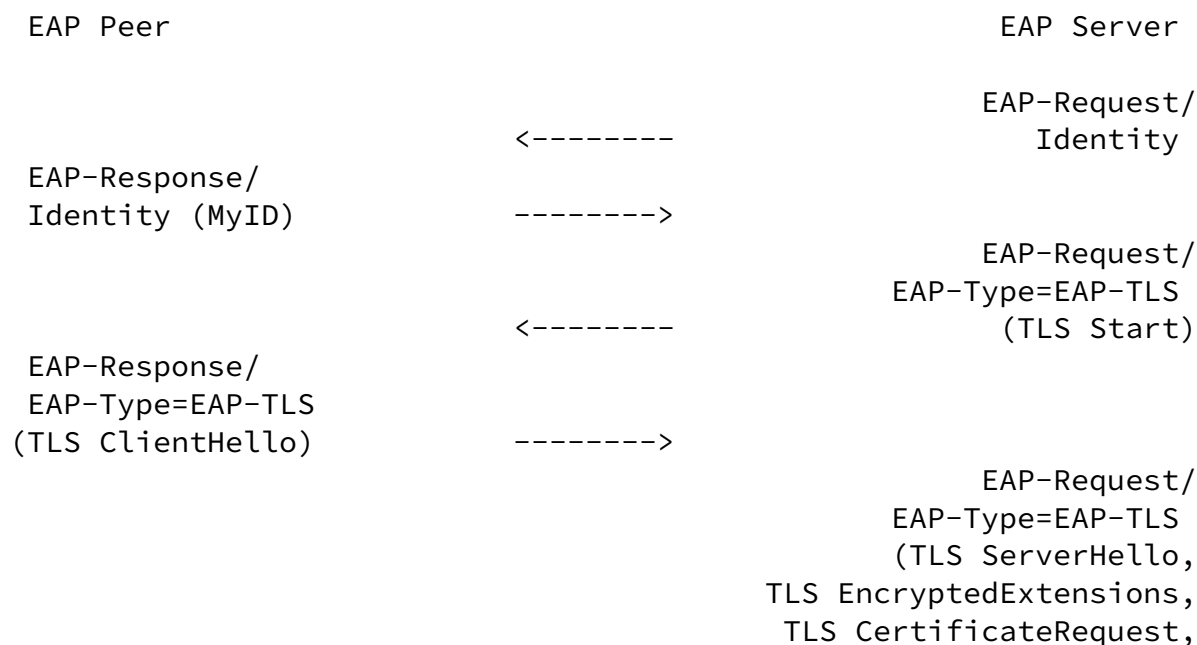 EAP Peer EAP Server
EAP-Request/
<-------- Identity
EAP-Response/
Identity (MyID) -------->
EAP-Request/
EAP-Type=EAP-TLS
<-------- (TLS Start)
EAP-Response/
EAP-Type=EAP-TLS
(TLS ClientHello) -------->
EAP-Request/
EAP-Type=EAP-TLS
(TLS ServerHello,
TLS EncryptedExtensions,
TLS CertificateRequest,